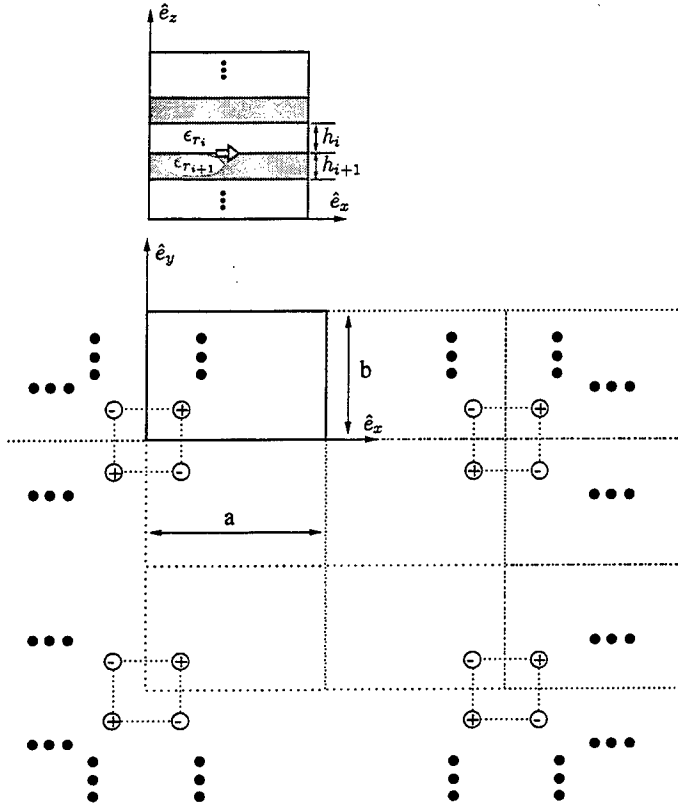 ê_z
ϵ_{r_i}
h_i
ϵ_{r_{i+1}}
h_{i+1}
ê_x
ê_y
b
- +
- +
ê_x
+ -
+ -
a
- +
- +
+ -
+ -